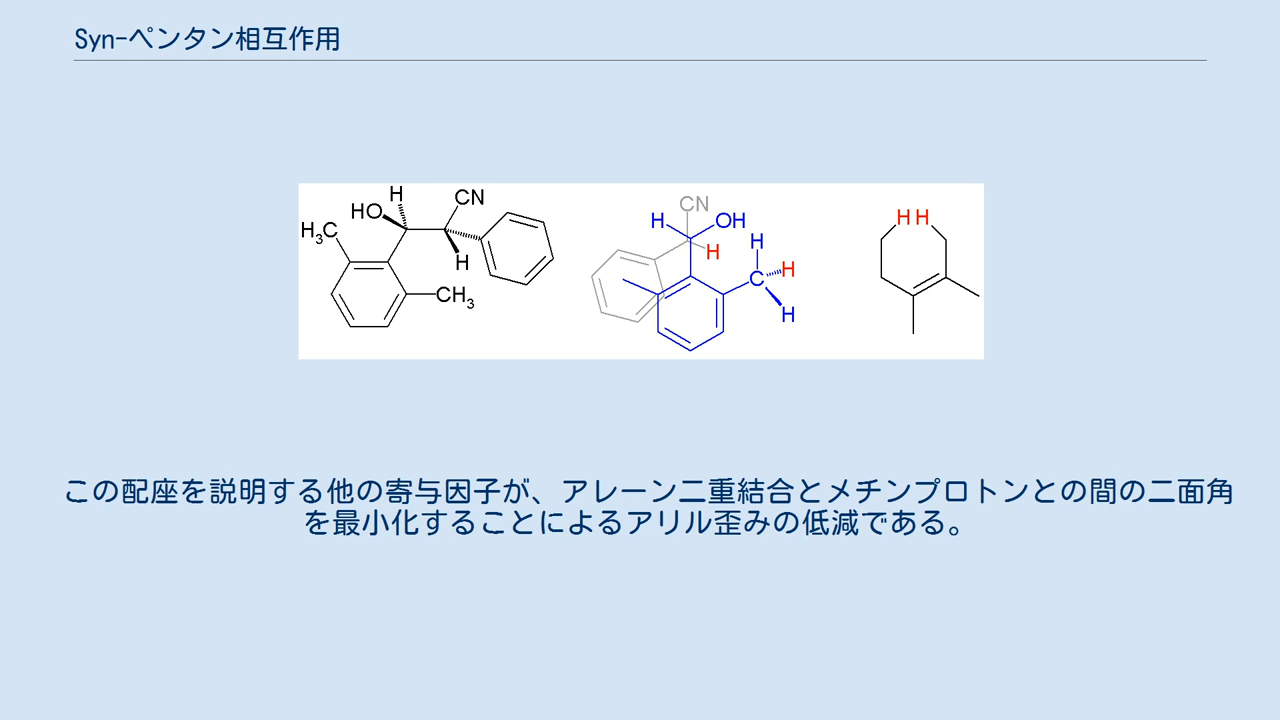 Syn-ペンタン相互作用
H
HO
CN
H3C
H
CH3
CN
H
OH
H
H
C
H
H
H H
この配座を説明する他の寄与因子が、アレーン二重結合とメチンプロトンとの間の二面角
を最小化することによるアリル歪みの低減である。